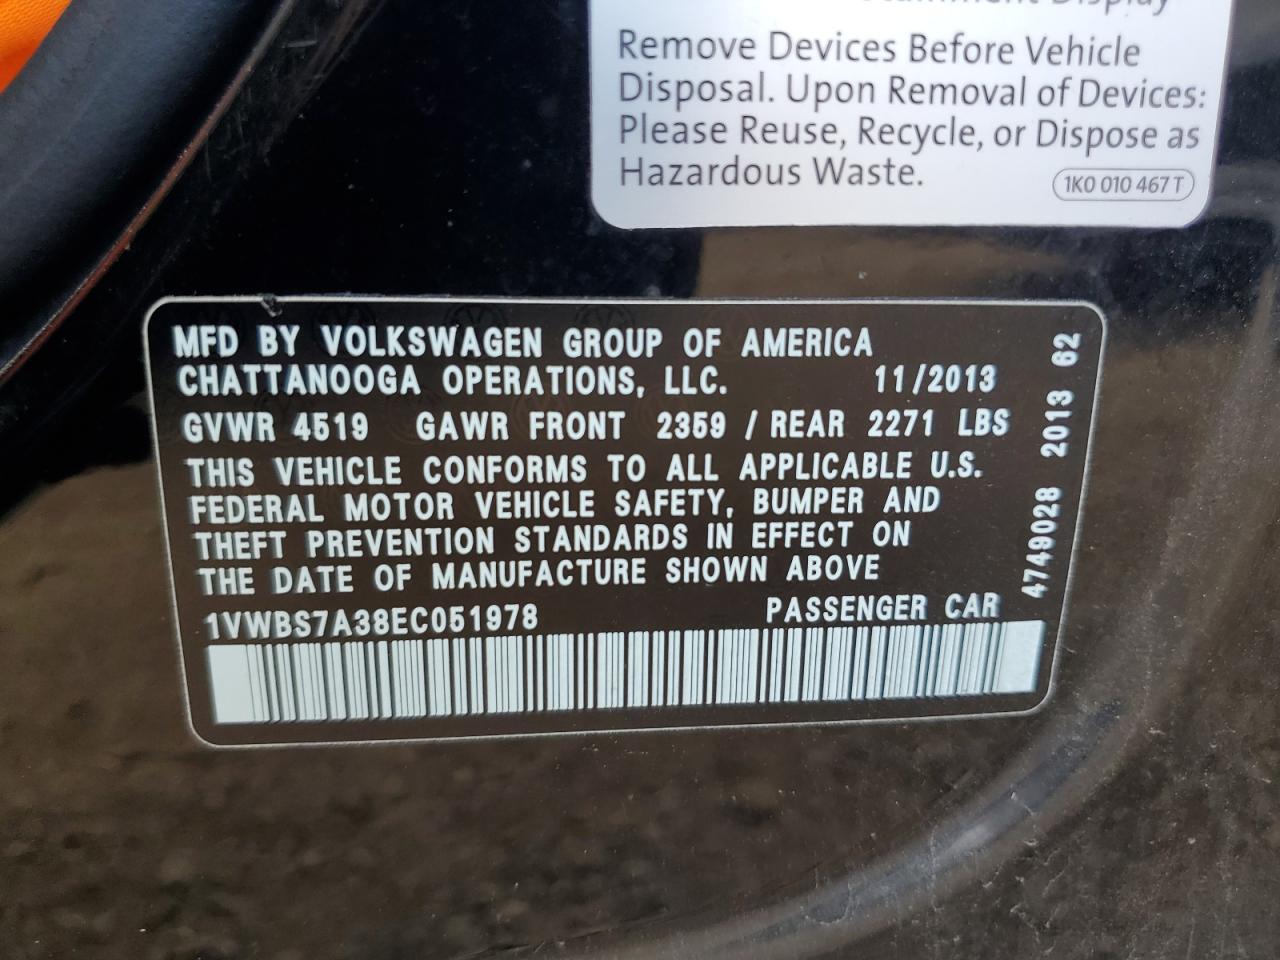 Display
Remove Devices Before Vehicle
Disposal. Upon Removal of Devices:
Please Reuse, Recycle, or Dispose as
Hazardous Waste.
1K0 010 467 T
MFD BY VOLKSWAGEN GROUP OF AMERICA
CHATTANOOGA OPERATIONS, LLC. 11/2013
GVWR 4519 GAWR FRONT 2359 / REAR 2271 LBS
THIS VEHICLE CONFORMS TO ALL APPLICABLE U.S.
FEDERAL MOTOR VEHICLE SAFETY, BUMPER AND
THEFT PREVENTION STANDARDS IN EFFECT ON
THE DATE OF MANUFACTURE SHOWN ABOVE
1VWBS7A38EC051978 PASSENGER CAR
4749028 2013 62